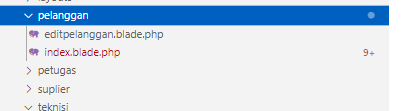 pelanggan
editpelanggan.blade.php
index.blade.php 9+
petugas
suplier
teknisi